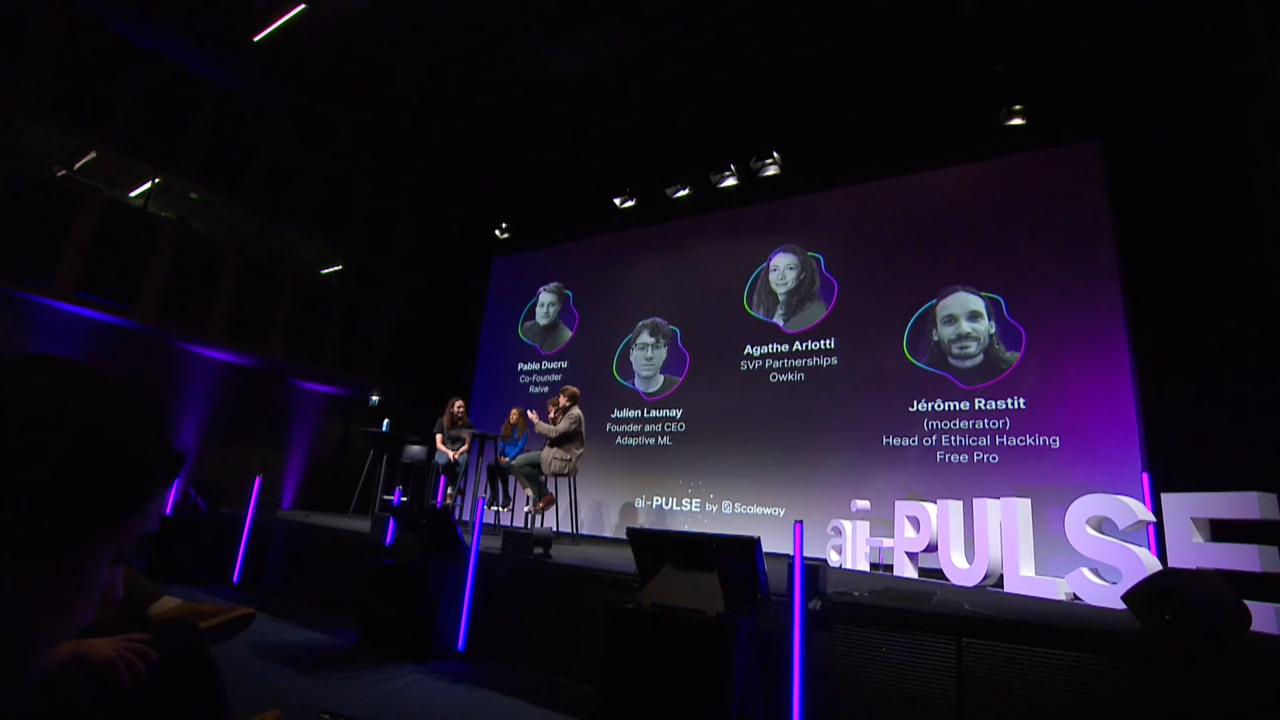 Pablo Ducru
Co-Founder
Raive
Julien Launay
Founder and CEO
Adaptive ML
Agathe Arlotti
SVP Partnerships
Owkin
Jérôme Rastit
(moderator)
Head of Ethical Hacking
Free Pro
ai-PULSE by Scaleway
ai-PULSE